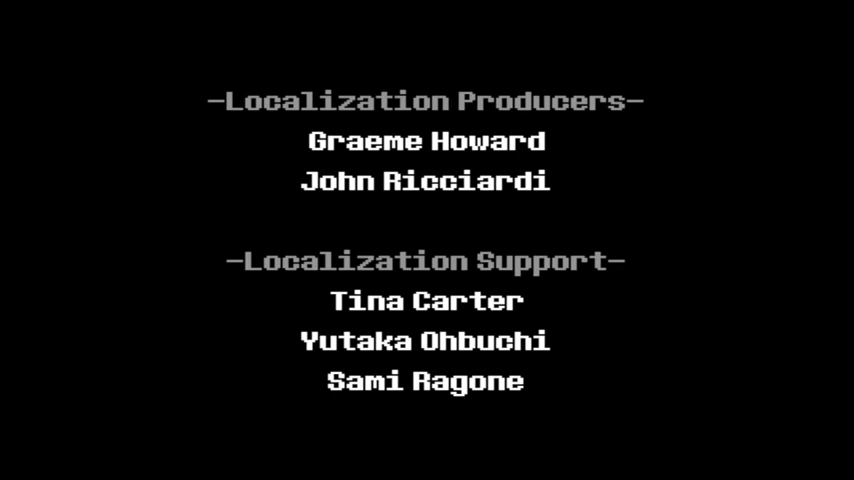 -Localization Producers-
Graeme Howard
John Ricciardi
-Localization Support-
Tina Carter
Yutaka Ohbuchi
Sami Ragone